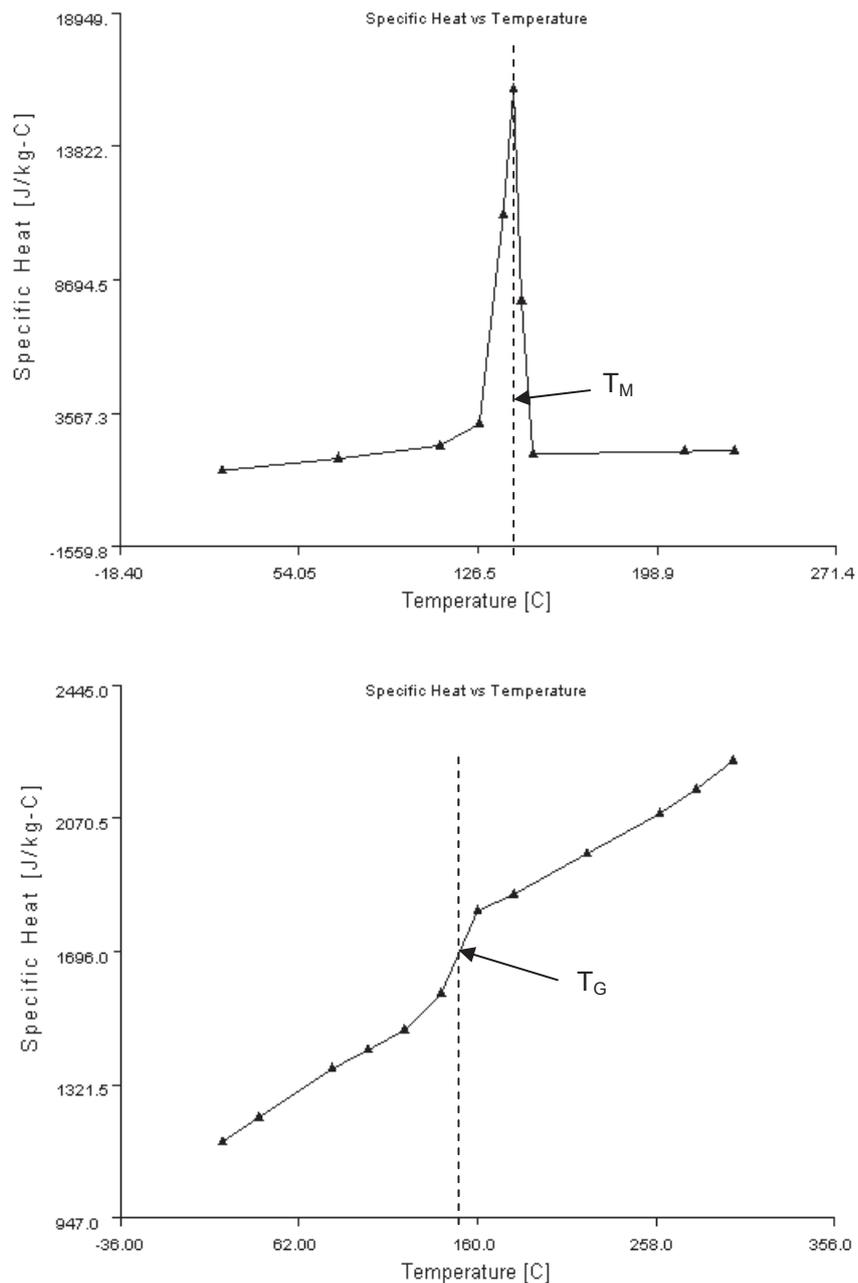 Specific Heat vs Temperature
18949.
13822.
8694.5
3567.3
-1559.8
Specific Heat [J/kg-C]
TM
-18.40
54.05
126.5
198.9
271.4
Temperature [C]
Specific Heat vs Temperature
2445.0
2070.5
1696.0
1321.5
947.0
Specific Heat [J/kg-C]
TG
-36.00
62.00
160.0
258.0
356.0
Temperature [C]